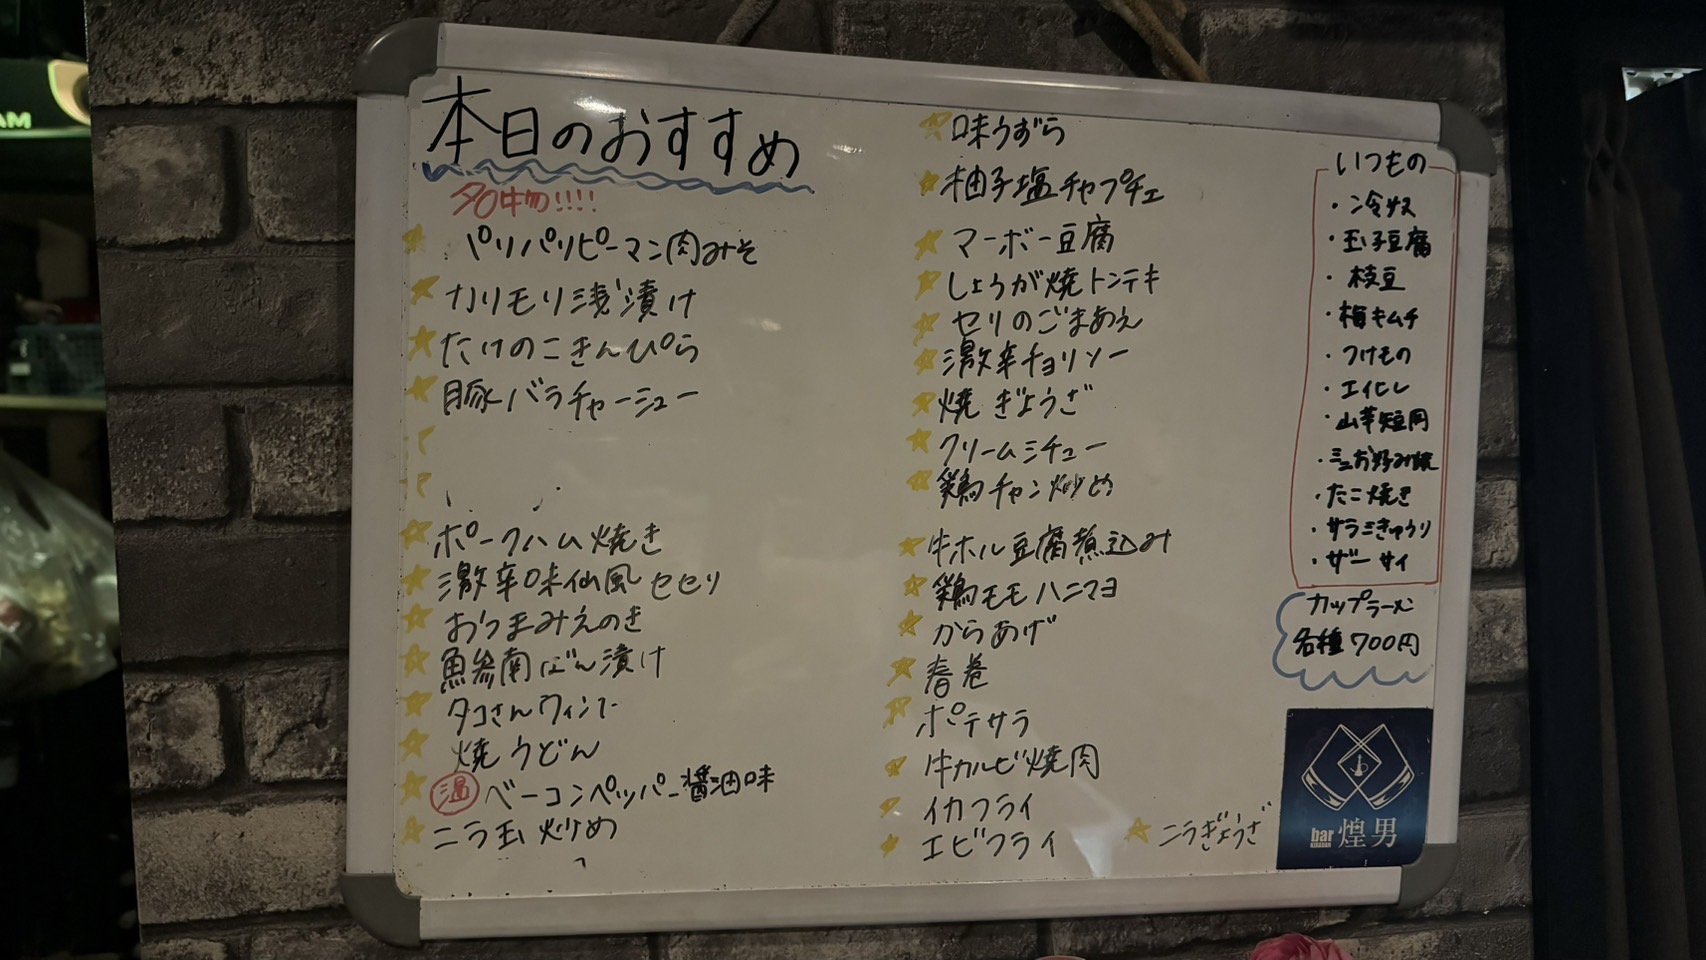 AM
本日のおすすめ
パリパリピーマン肉みそ
カリモリ浅漬け
たけのこきんぴら
豚バラチャーシュー
ポークハム焼き
激辛味仙風セセリ
おつまみえのき
魚参南ばん漬け
タコさんウィンナー
焼うどん
温 ベーコンペッパー醤油味
ニラ玉炒め
味うずら
柚子塩チャプチェ
マーボー豆腐
しょうが焼トンテキ
セリのごまあえ
激辛チョリソー
焼ぎょうざ
クリームシチュー
鶏チャン炒め
牛ホル豆腐煮込み
鶏モモハニマヨ
からあげ
春巻
ポテサラ
牛カルビ焼肉
イカフライ
エビフライ
ニラぎょうざ
いつもの
・冷奴
・玉子豆腐
・枝豆
・梅キムチ
・つけもの
・エイヒレ
・山芋短冊
・ミニお好み焼
・たこ焼き
・サラミきゅうり
・ザーサイ
カップラーメン
各種700円
bar 煌男